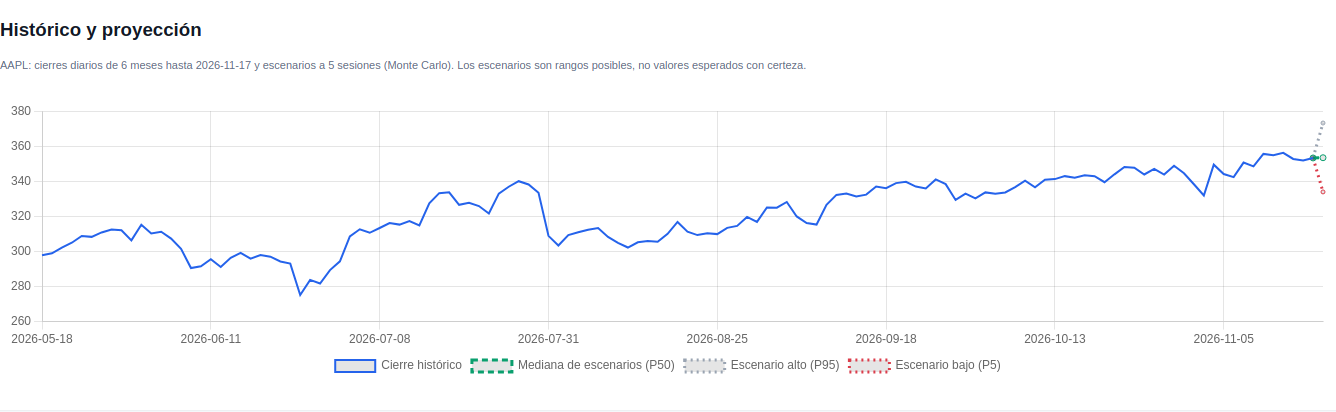 Histórico y proyección
AAPL: cierres diarios de 6 meses hasta 2026-11-17 y escenarios a 5 sesiones (Monte Carlo). Los escenarios son rangos posibles, no valores esperados con certeza.
380
360
340
320
300
280
260
2026-05-18 2026-06-11 2026-07-08 2026-07-31 2026-08-25 2026-09-18 2026-10-13 2026-11-05
Cierre histórico Mediana de escenarios (P50) Escenario alto (P95) Escenario bajo (P5)